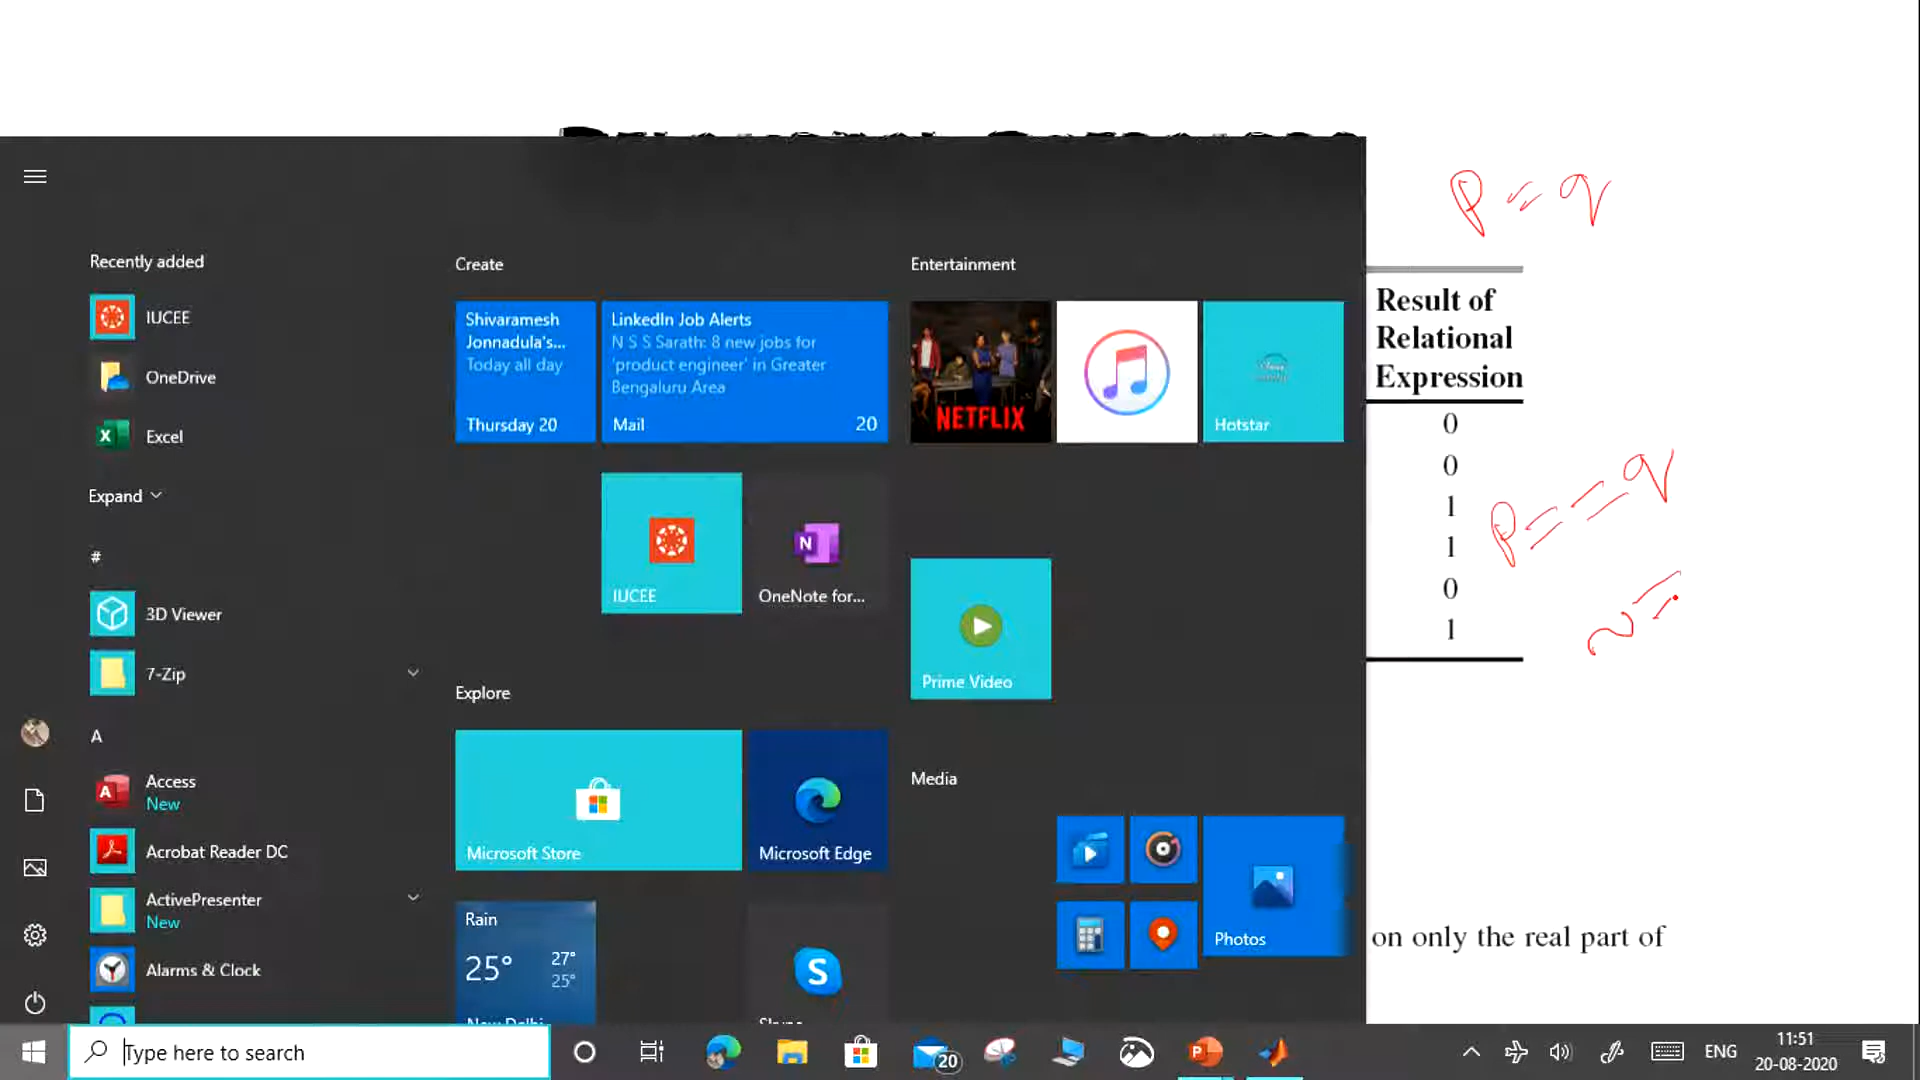 P = q
Recently added
IUCEE
OneDrive
Excel
Expand
#
3D Viewer
7-Zip
A
Access
New
Acrobat Reader DC
ActivePresenter
New
Alarms & Clock
Create
Shivaramesh
Jonnadula's...
Today all day
Thursday 20
LinkedIn Job Alerts
N S S Sarath: 8 new jobs for
'product engineer' in Greater
Bengaluru Area
Mail 20
IUCEE
N
OneNote for...
Explore
Microsoft Store
Microsoft Edge
Rain
25° 27°
25°
Entertainment
NETFLIX
Hotstar
Prime Video
Media
Photos
Result of
Relational
Expression
0
0
1
1
0
1
P = = q
~ =
on only the real part of
Type here to search
20
ENG
11:51
20-08-2020